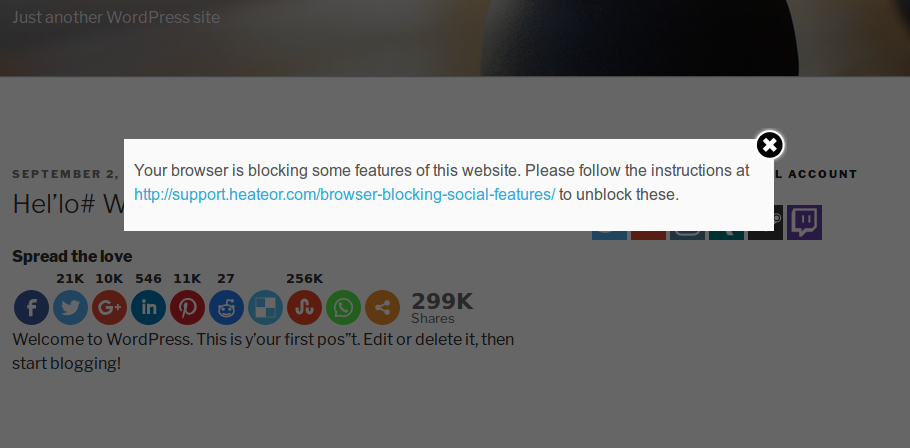 Just another WordPress site
Your browser is blocking some features of this website. Please follow the instructions at
http://support.heateor.com/browser-blocking-social-features/ to unblock these.
SEPTEMBER 2,
L ACCOUNT
Hel’lo# W
Spread the love
21K 10K 546 11K 27 256K
299K
Shares
Welcome to WordPress. This is y’our first pos”t. Edit or delete it, then
start blogging!